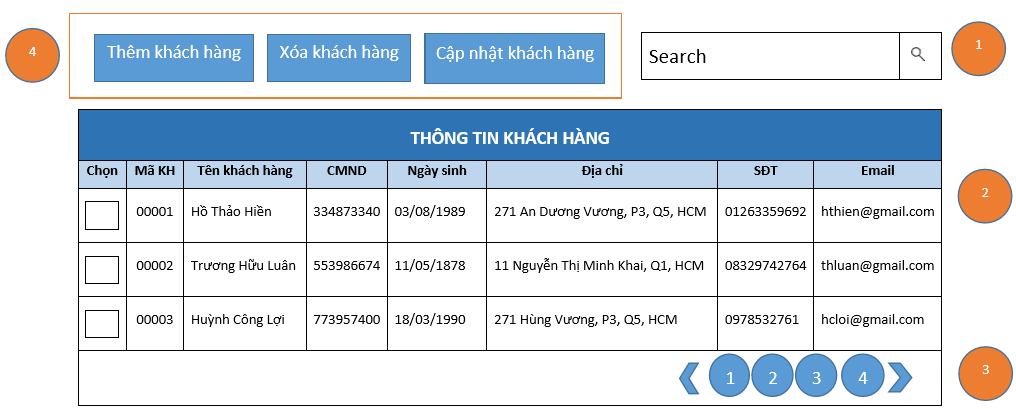 4 Thêm khách hàng Xóa khách hàng Cập nhật khách hàng Search 1
THÔNG TIN KHÁCH HÀNG
Chọn Mã KH Tên khách hàng CMND Ngày sinh Địa chỉ SĐT Email
2
00001 Hồ Thảo Hiền 334873340 03/08/1989 271 An Dương Vương, P3, Q5, HCM 01263359692 hthien@gmail.com
00002 Trương Hữu Luân 553986674 11/05/1878 11 Nguyễn Thị Minh Khai, Q1, HCM 08329742764 thluan@gmail.com
00003 Huỳnh Công Lợi 773957400 18/03/1990 271 Hùng Vương, P3, Q5, HCM 0978532761 hcloi@gmail.com
1 2 3 4 3